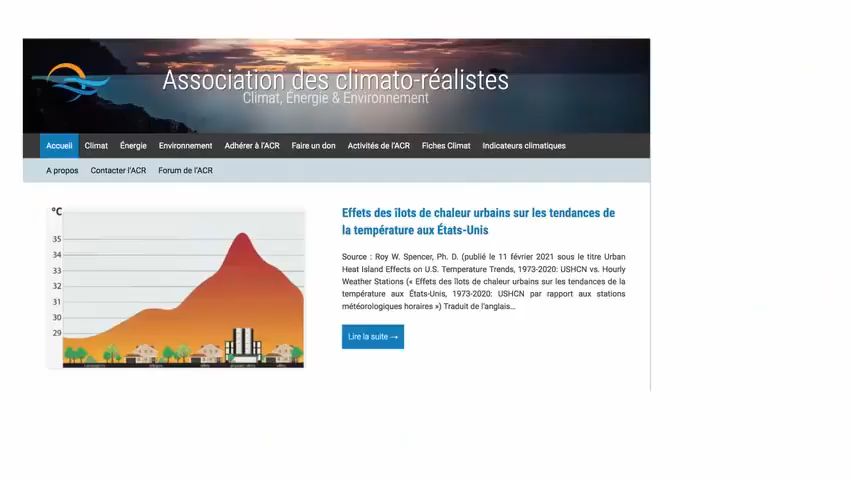 Association des climato-réalistes
Climat, Énergie & Environnement
Accueil Climat Énergie Environnement Adhérer à l'ACR Faire un don Activités de l'ACR Fiches Climat Indicateurs climatiques
A propos Contacter l'ACR Forum de l'ACR
°C
35
34
33
32
31
30
29
Effets des îlots de chaleur urbains sur les tendances de
la température aux États-Unis
Source : Roy W. Spencer, Ph. D. (publié le 11 février 2021 sous le titre Urban
Heat Island Effects on U.S. Temperature Trends, 1973-2020: USHCN vs. Hourly
Weather Stations (« Effets des îlots de chaleur urbains sur les tendances de la
température aux États-Unis, 1973-2020: USHCN par rapport aux stations
météorologiques horaires ») Traduit de l'anglais...
Lire la suite →